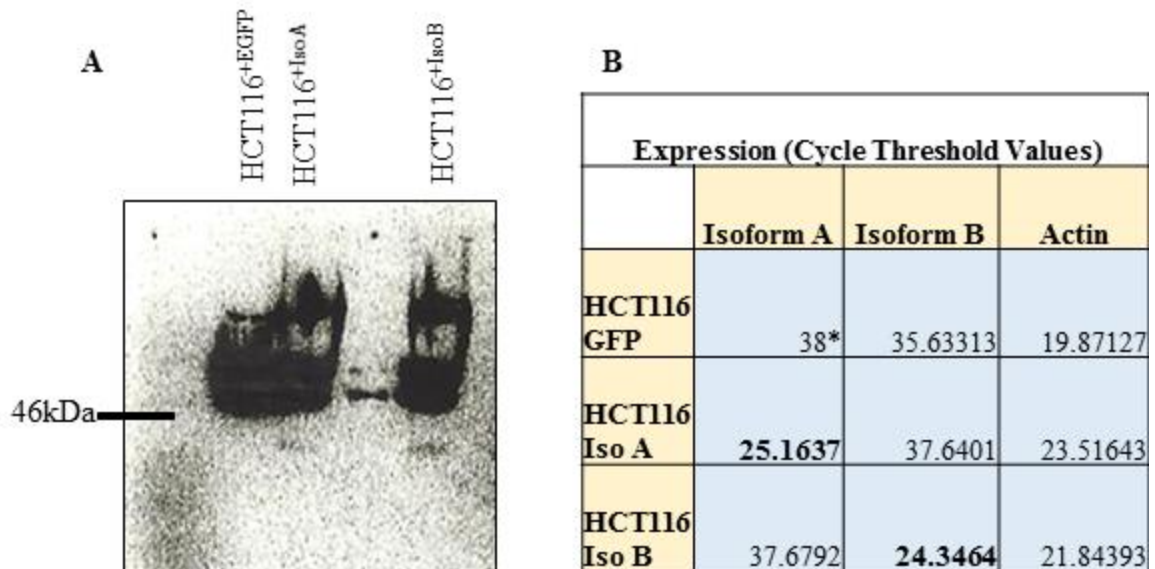 A
HCT116+EGFP
HCT116+IsoA
HCT116+IsoB
46kDa
B
Expression (Cycle Threshold Values)
Isoform A Isoform B Actin
HCT116
GFP 38* 35.63313 19.87127
HCT116
Iso A 25.1637 37.6401 23.51643
HCT116
Iso B 37.6792 24.3464 21.84393